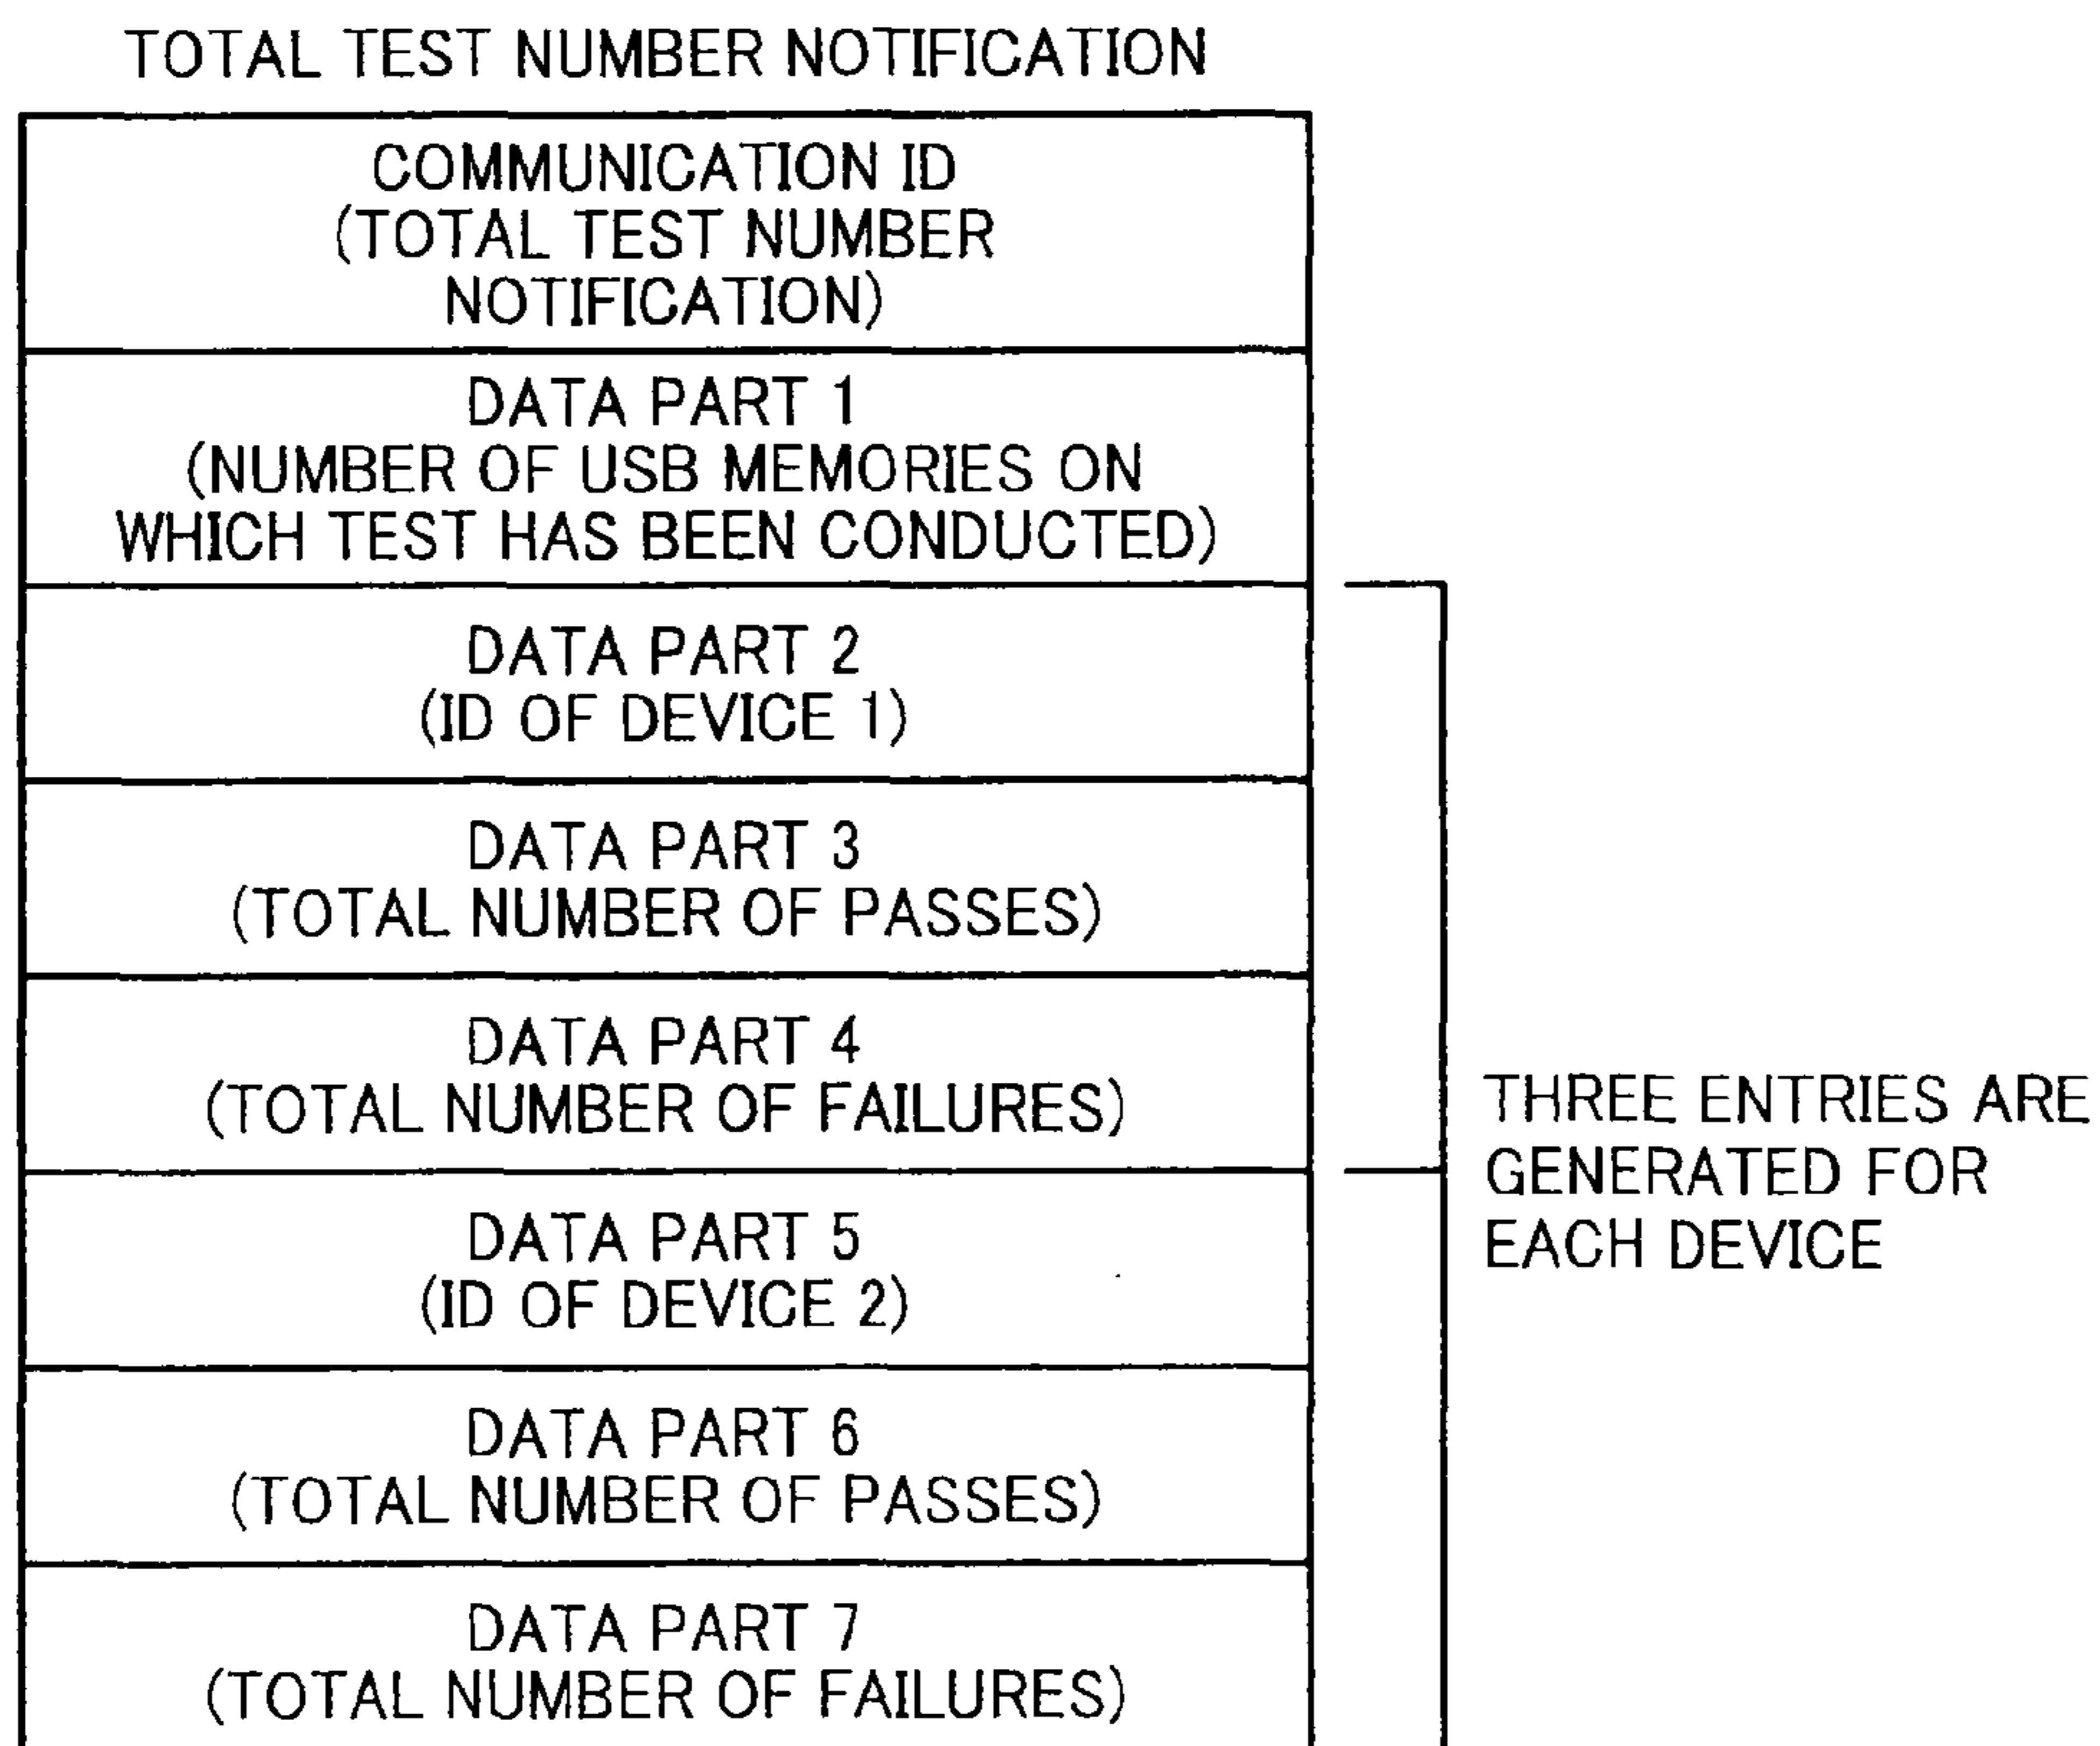 TOTAL TEST NUMBER NOTIFICATION
COMMUNICATION ID
(TOTAL TEST NUMBER
NOTIFICATION)
DATA PART 1
(NUMBER OF USB MEMORIES ON
WHICH TEST HAS BEEN CONDUCTED)
DATA PART 2
(ID OF DEVICE 1)
DATA PART 3
(TOTAL NUMBER OF PASSES)
DATA PART 4
(TOTAL NUMBER OF FAILURES)
DATA PART 5
(ID OF DEVICE 2)
DATA PART 6
(TOTAL NUMBER OF PASSES)
DATA PART 7
(TOTAL NUMBER OF FAILURES)
THREE ENTRIES ARE
GENERATED FOR
EACH DEVICE